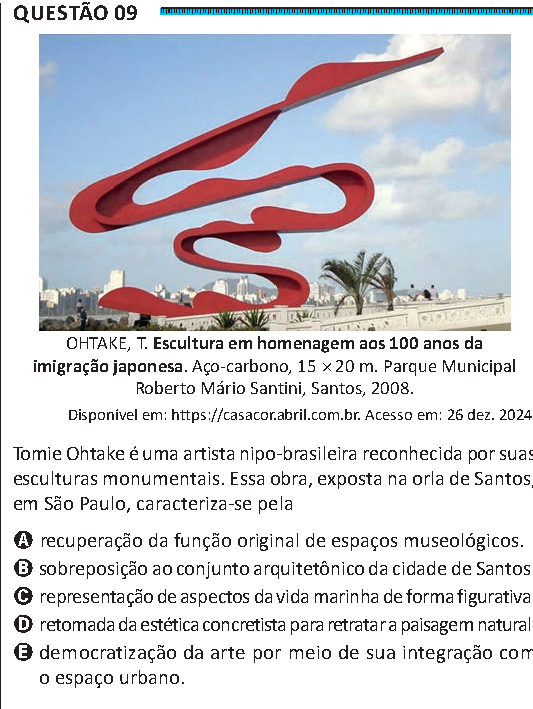 QUESTÃO 09
OHTAKE, T. Escultura em homenagem aos 100 anos da
imigração japonesa. Aço-carbono, 15 × 20 m. Parque Municipal
Roberto Mário Santini, Santos, 2008.
Disponível em: https://casacor.abril.com.br. Acesso em: 26 dez. 2024
Tomie Ohtake é uma artista nipo-brasileira reconhecida por suas
esculturas monumentais. Essa obra, exposta na orla de Santos,
em São Paulo, caracteriza-se pela
A recuperação da função original de espaços museológicos.
B sobreposição ao conjunto arquitetônico da cidade de Santos
C representação de aspectos da vida marinha de forma figurativa
D retomada da estética concretista para retratar a paisagem natural
E democratização da arte por meio de sua integração com
o espaço urbano.